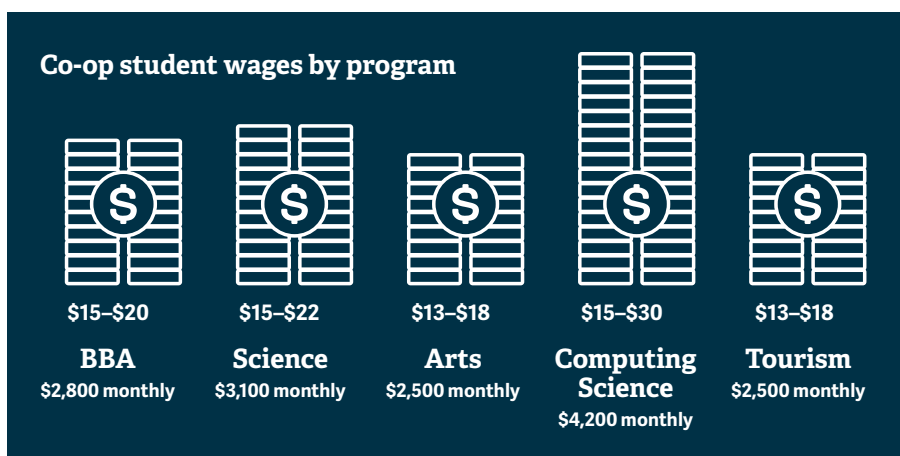 Co-op student wages by program
$
$
$
$
$
$15–$20
$15–$22
$13–$18
$15–$30
$13–$18
BBA
$2,800 monthly
Science
$3,100 monthly
Arts
$2,500 monthly
Computing
Science
$4,200 monthly
Tourism
$2,500 monthly